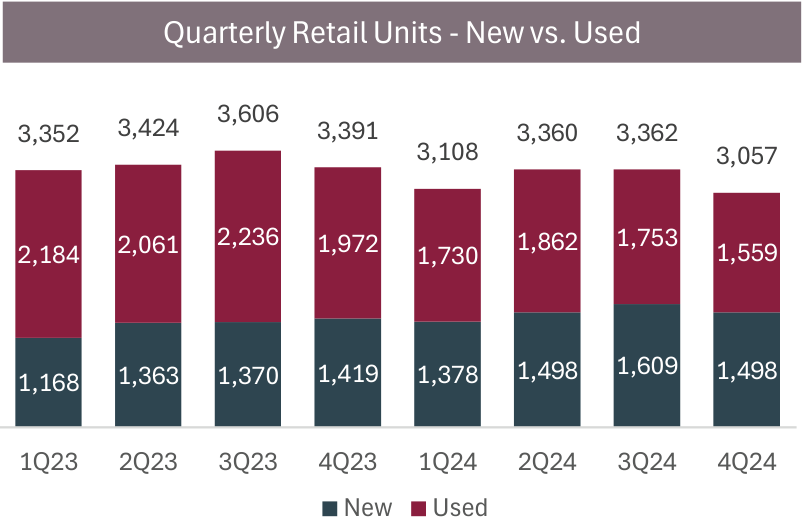 Quarterly Retail Units - New vs. Used
3,352 3,424 3,606 3,391 3,108 3,360 3,362 3,057
2,184 2,061 2,236 1,972 1,730 1,862 1,753 1,559
1,168 1,363 1,370 1,419 1,378 1,498 1,609 1,498
1Q23 2Q23 3Q23 4Q23 1Q24 2Q24 3Q24 4Q24
New Used